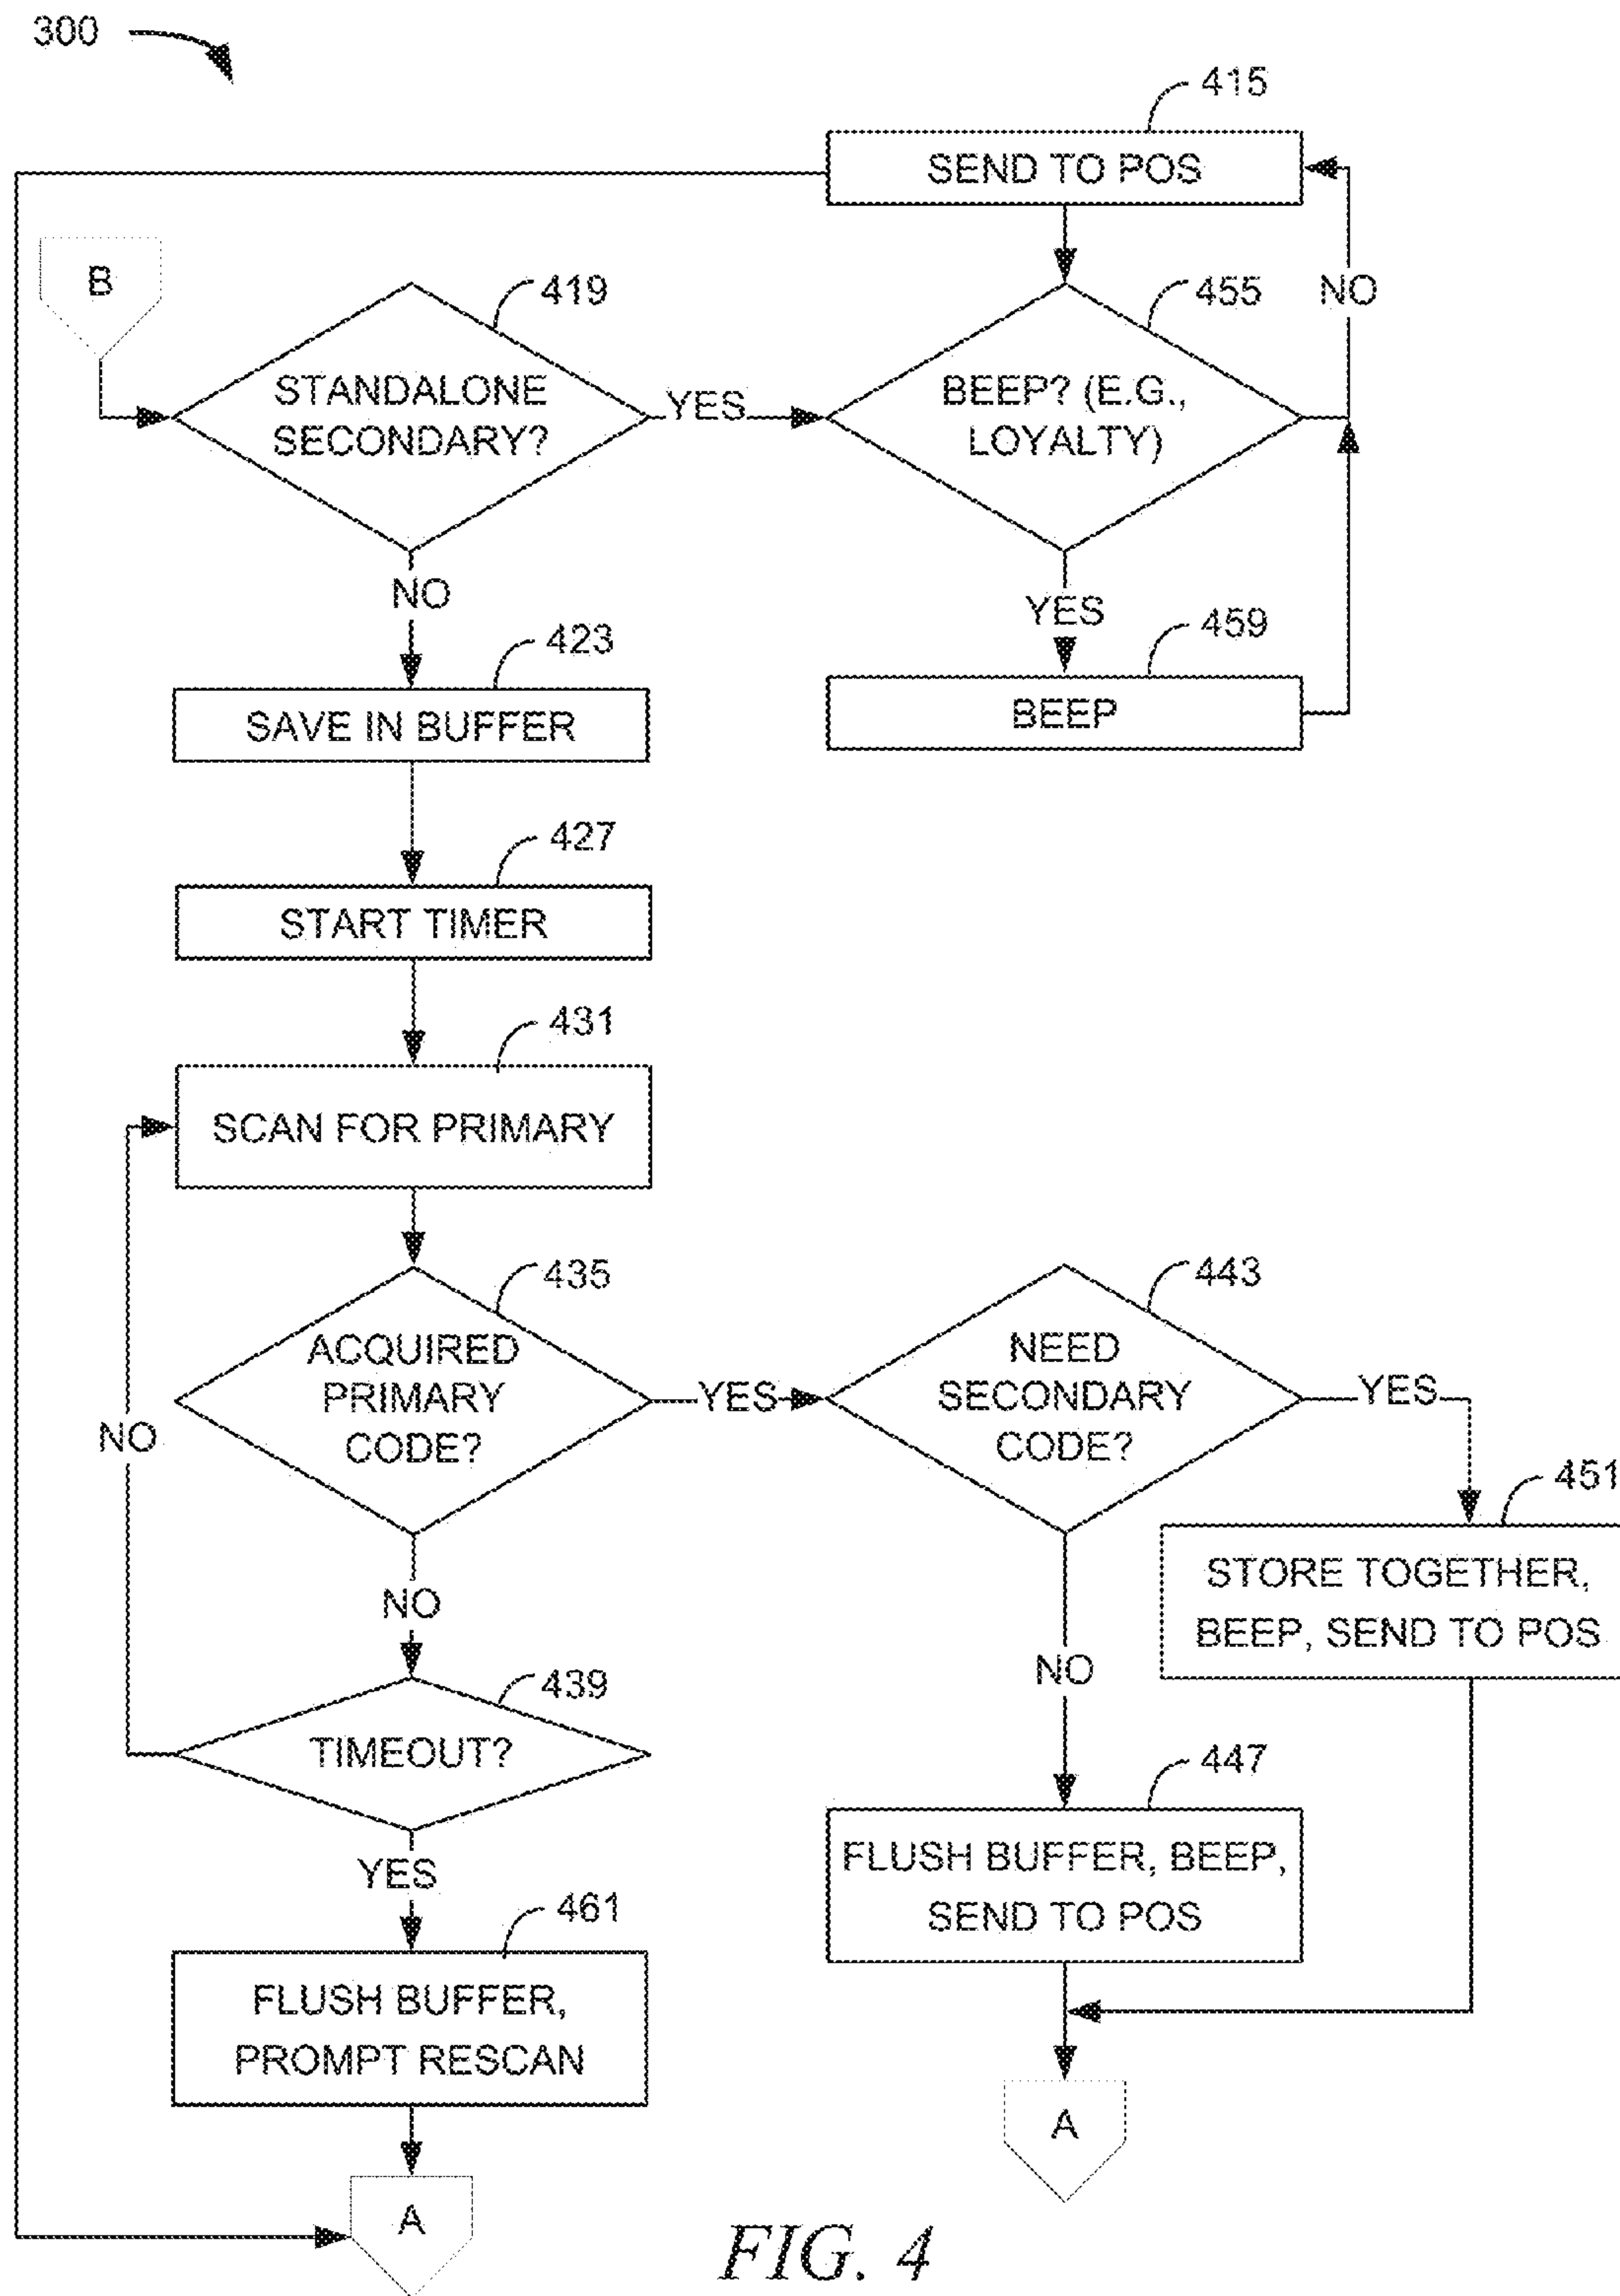 300
415
SEND TO POS
B
419
STANDALONE
SECONDARY?
YES
455
BEEP? (E.G.,
LOYALTY)
NO
NO
YES
423
SAVE IN BUFFER
459
BEEP
427
START TIMER
431
SCAN FOR PRIMARY
435
ACQUIRED
PRIMARY
CODE?
YES
443
NEED
SECONDARY
CODE?
YES
NO
NO
451
STORE TOGETHER,
BEEP, SEND TO POS
NO
439
TIMEOUT?
YES
447
FLUSH BUFFER, BEEP,
SEND TO POS
461
FLUSH BUFFER,
PROMPT RESCAN
A
A
FIG. 4